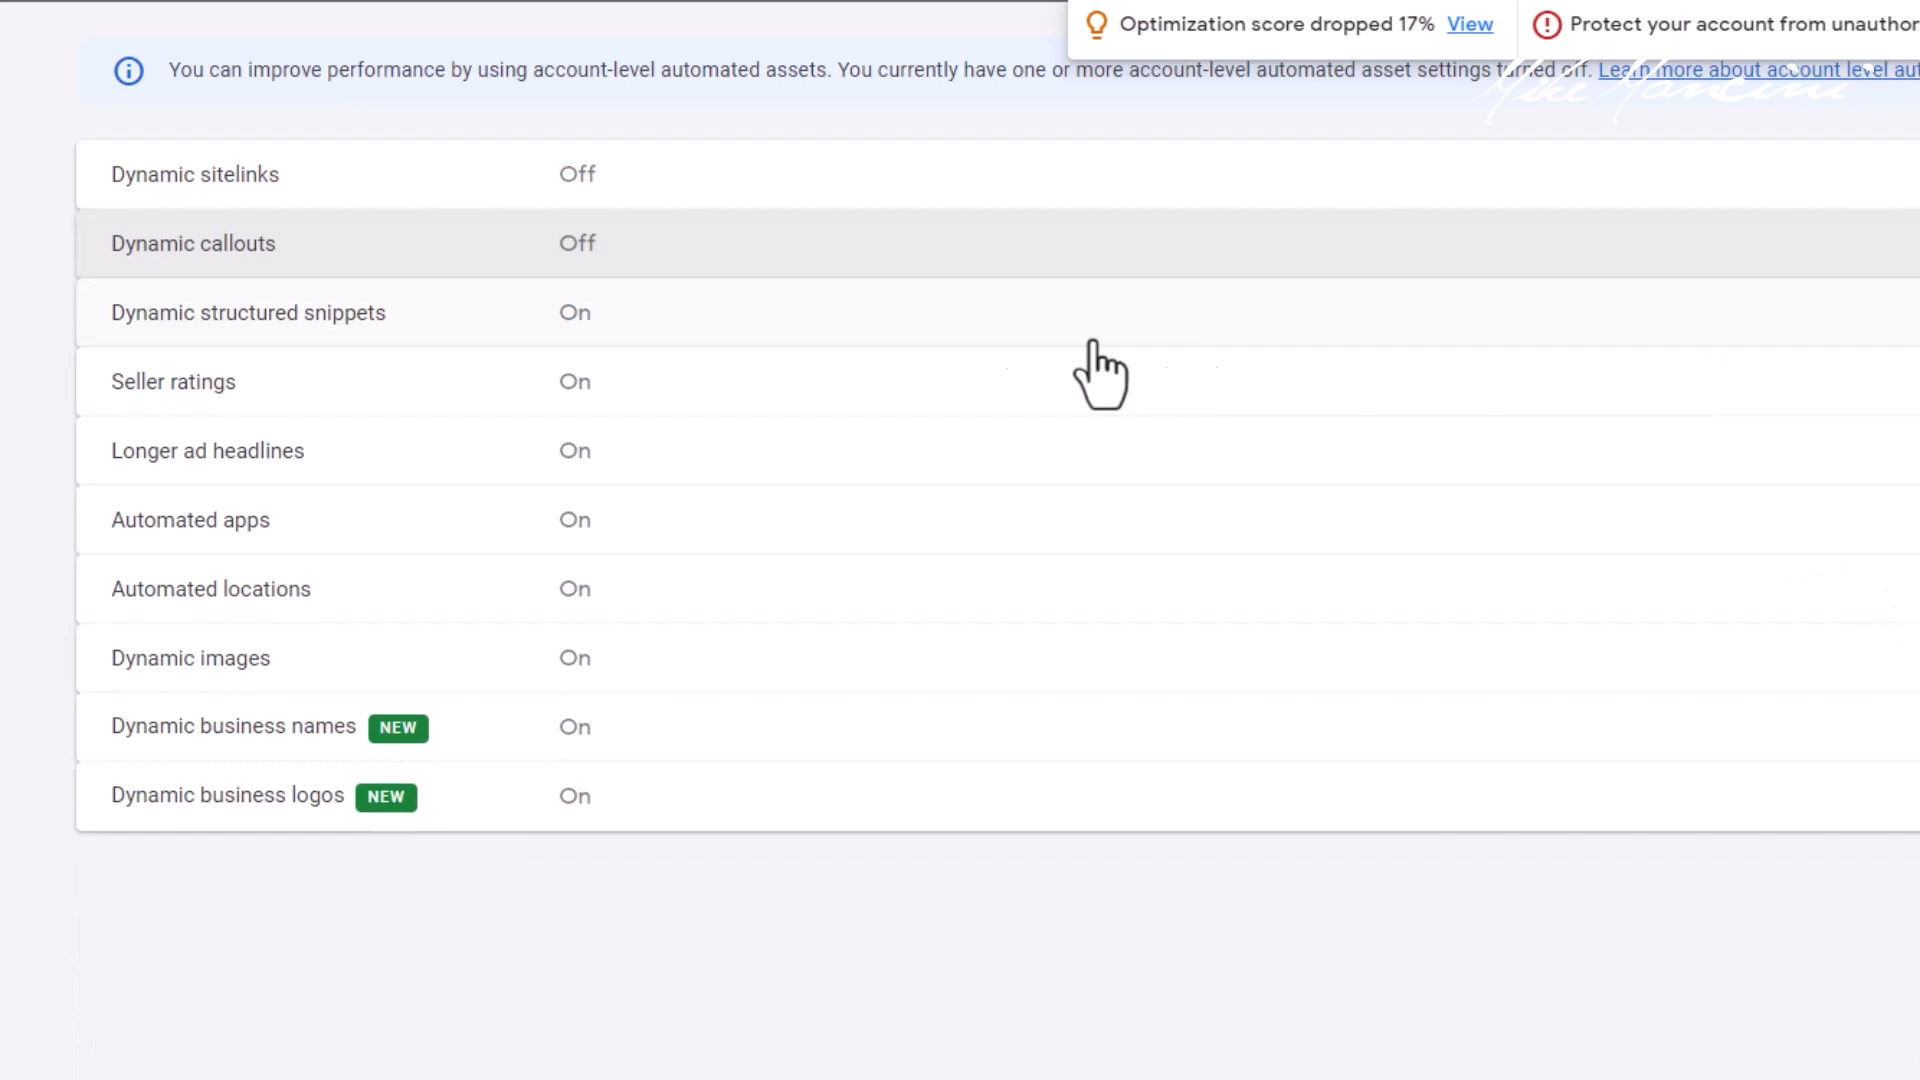 Optimization score dropped 17% View
Protect your account from
You can improve performance by using account-level automated assets. You currently have one or more account-level automated asset settings turned off. Learn more about account level
Mike Mancini
Dynamic sitelinks Off
Dynamic callouts Off
Dynamic structured snippets On
Seller ratings On
Longer ad headlines On
Automated apps On
Automated locations On
Dynamic images On
Dynamic business names NEW On
Dynamic business logos NEW On